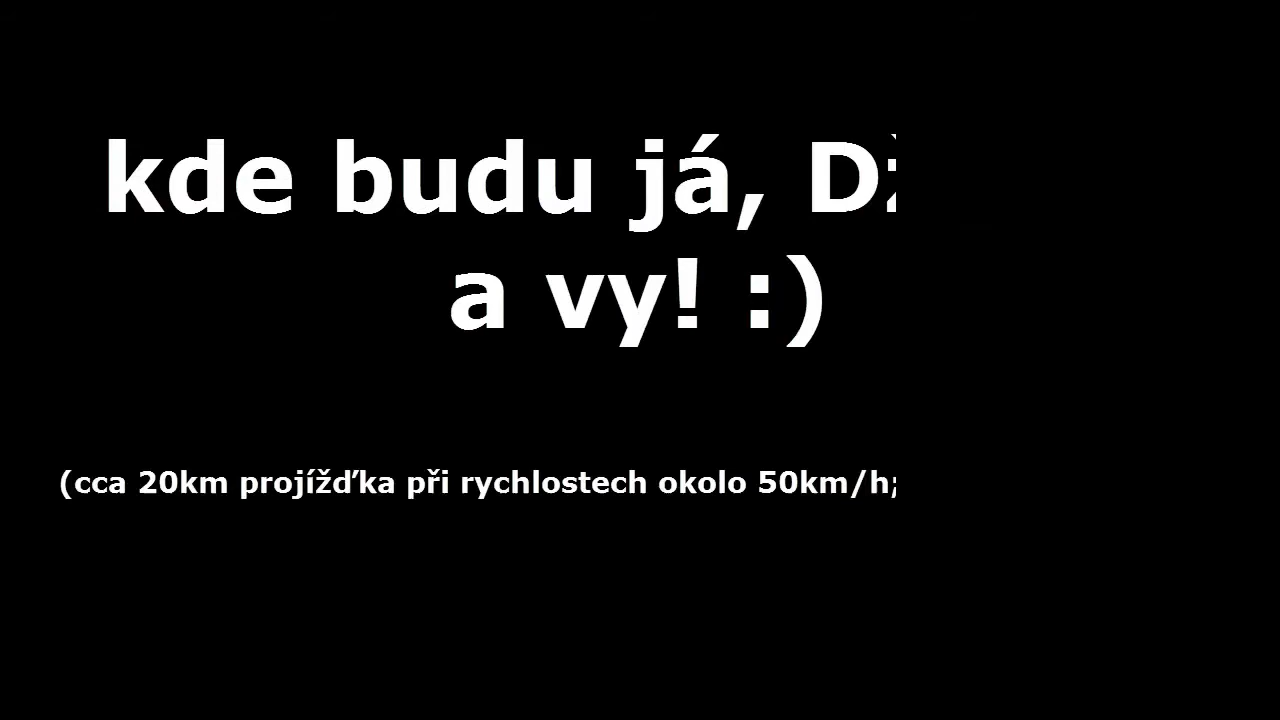 kde budu já,
a vy! :)
(cca 20km projížďka při rychlostech okolo 50km/h;